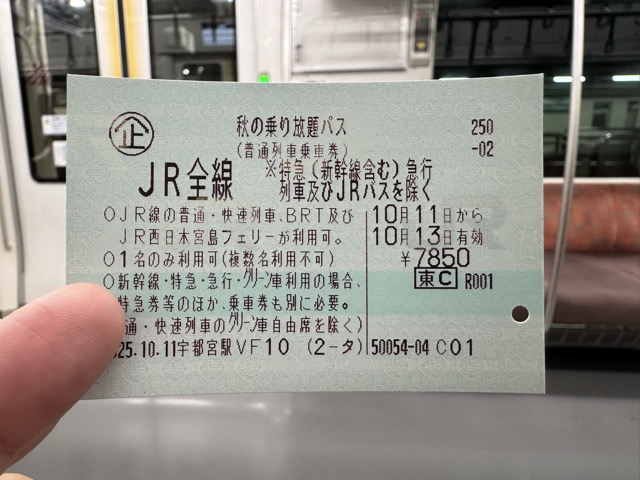 企 秋の乗り放題パス 250
(普通列車乗車券) -02
JR全線 ※特急(新幹線含む)急行
列車及びJRバスを除く
○JR線の普通・快速列車、BRT及び 10月11日から
JR西日本宮島フェリーが利用可。 10月13日有効
○1名のみ利用可(複数名利用不可) ¥7850
○新幹線・特急・急行・グリーン車利用の場合、 東C R001
特急券等のほか、乗車券も別に必要。
通・快速列車のグリーン車自由席を除く)
25.10.11宇都宮駅VF10 (2-タ) 50054-04 C01